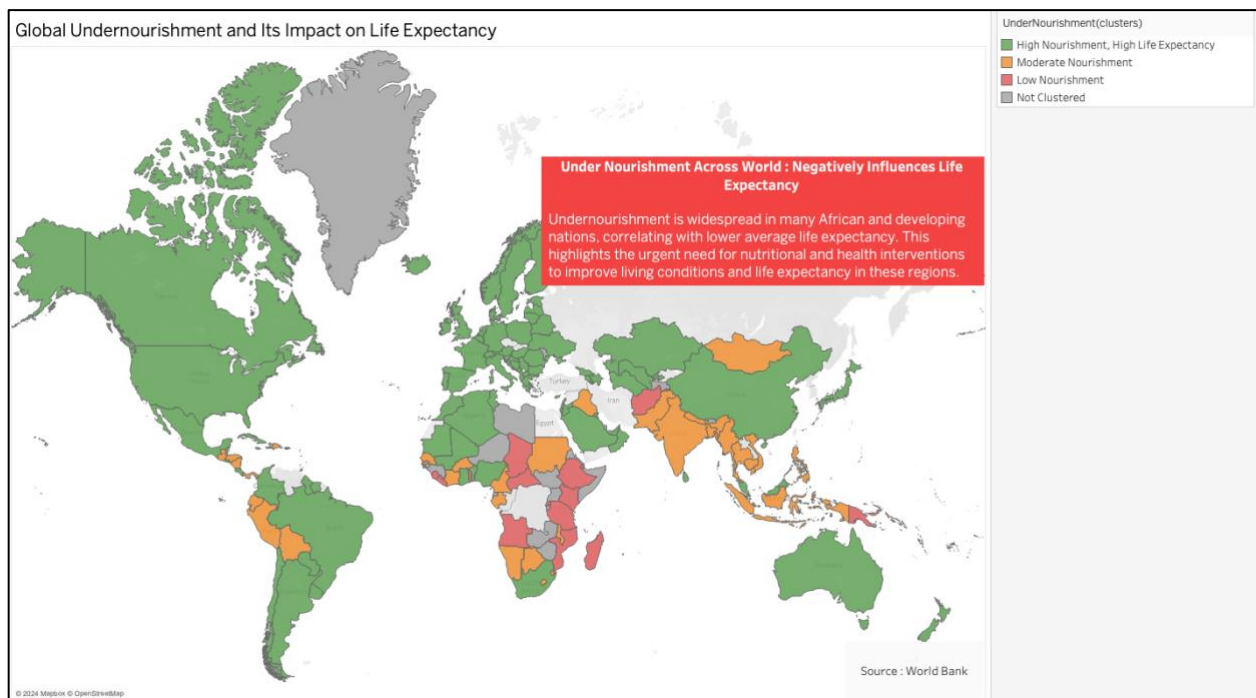 Global Undernourishment and Its Impact on Life Expectancy
UnderNourishment(clusters)
High Nourishment, High Life Expectancy
Moderate Nourishment
Low Nourishment
Not Clustered
Under Nourishment Across World : Negatively Influences Life
Expectancy
Undernourishment is widespread in many African and developing
nations, correlating with lower average life expectancy. This
highlights the urgent need for nutritional and health interventions
to improve living conditions and life expectancy in these regions.
Turkey
Iran
Egypt
Source : World Bank
© 2024 Mapbox © OpenStreetMap